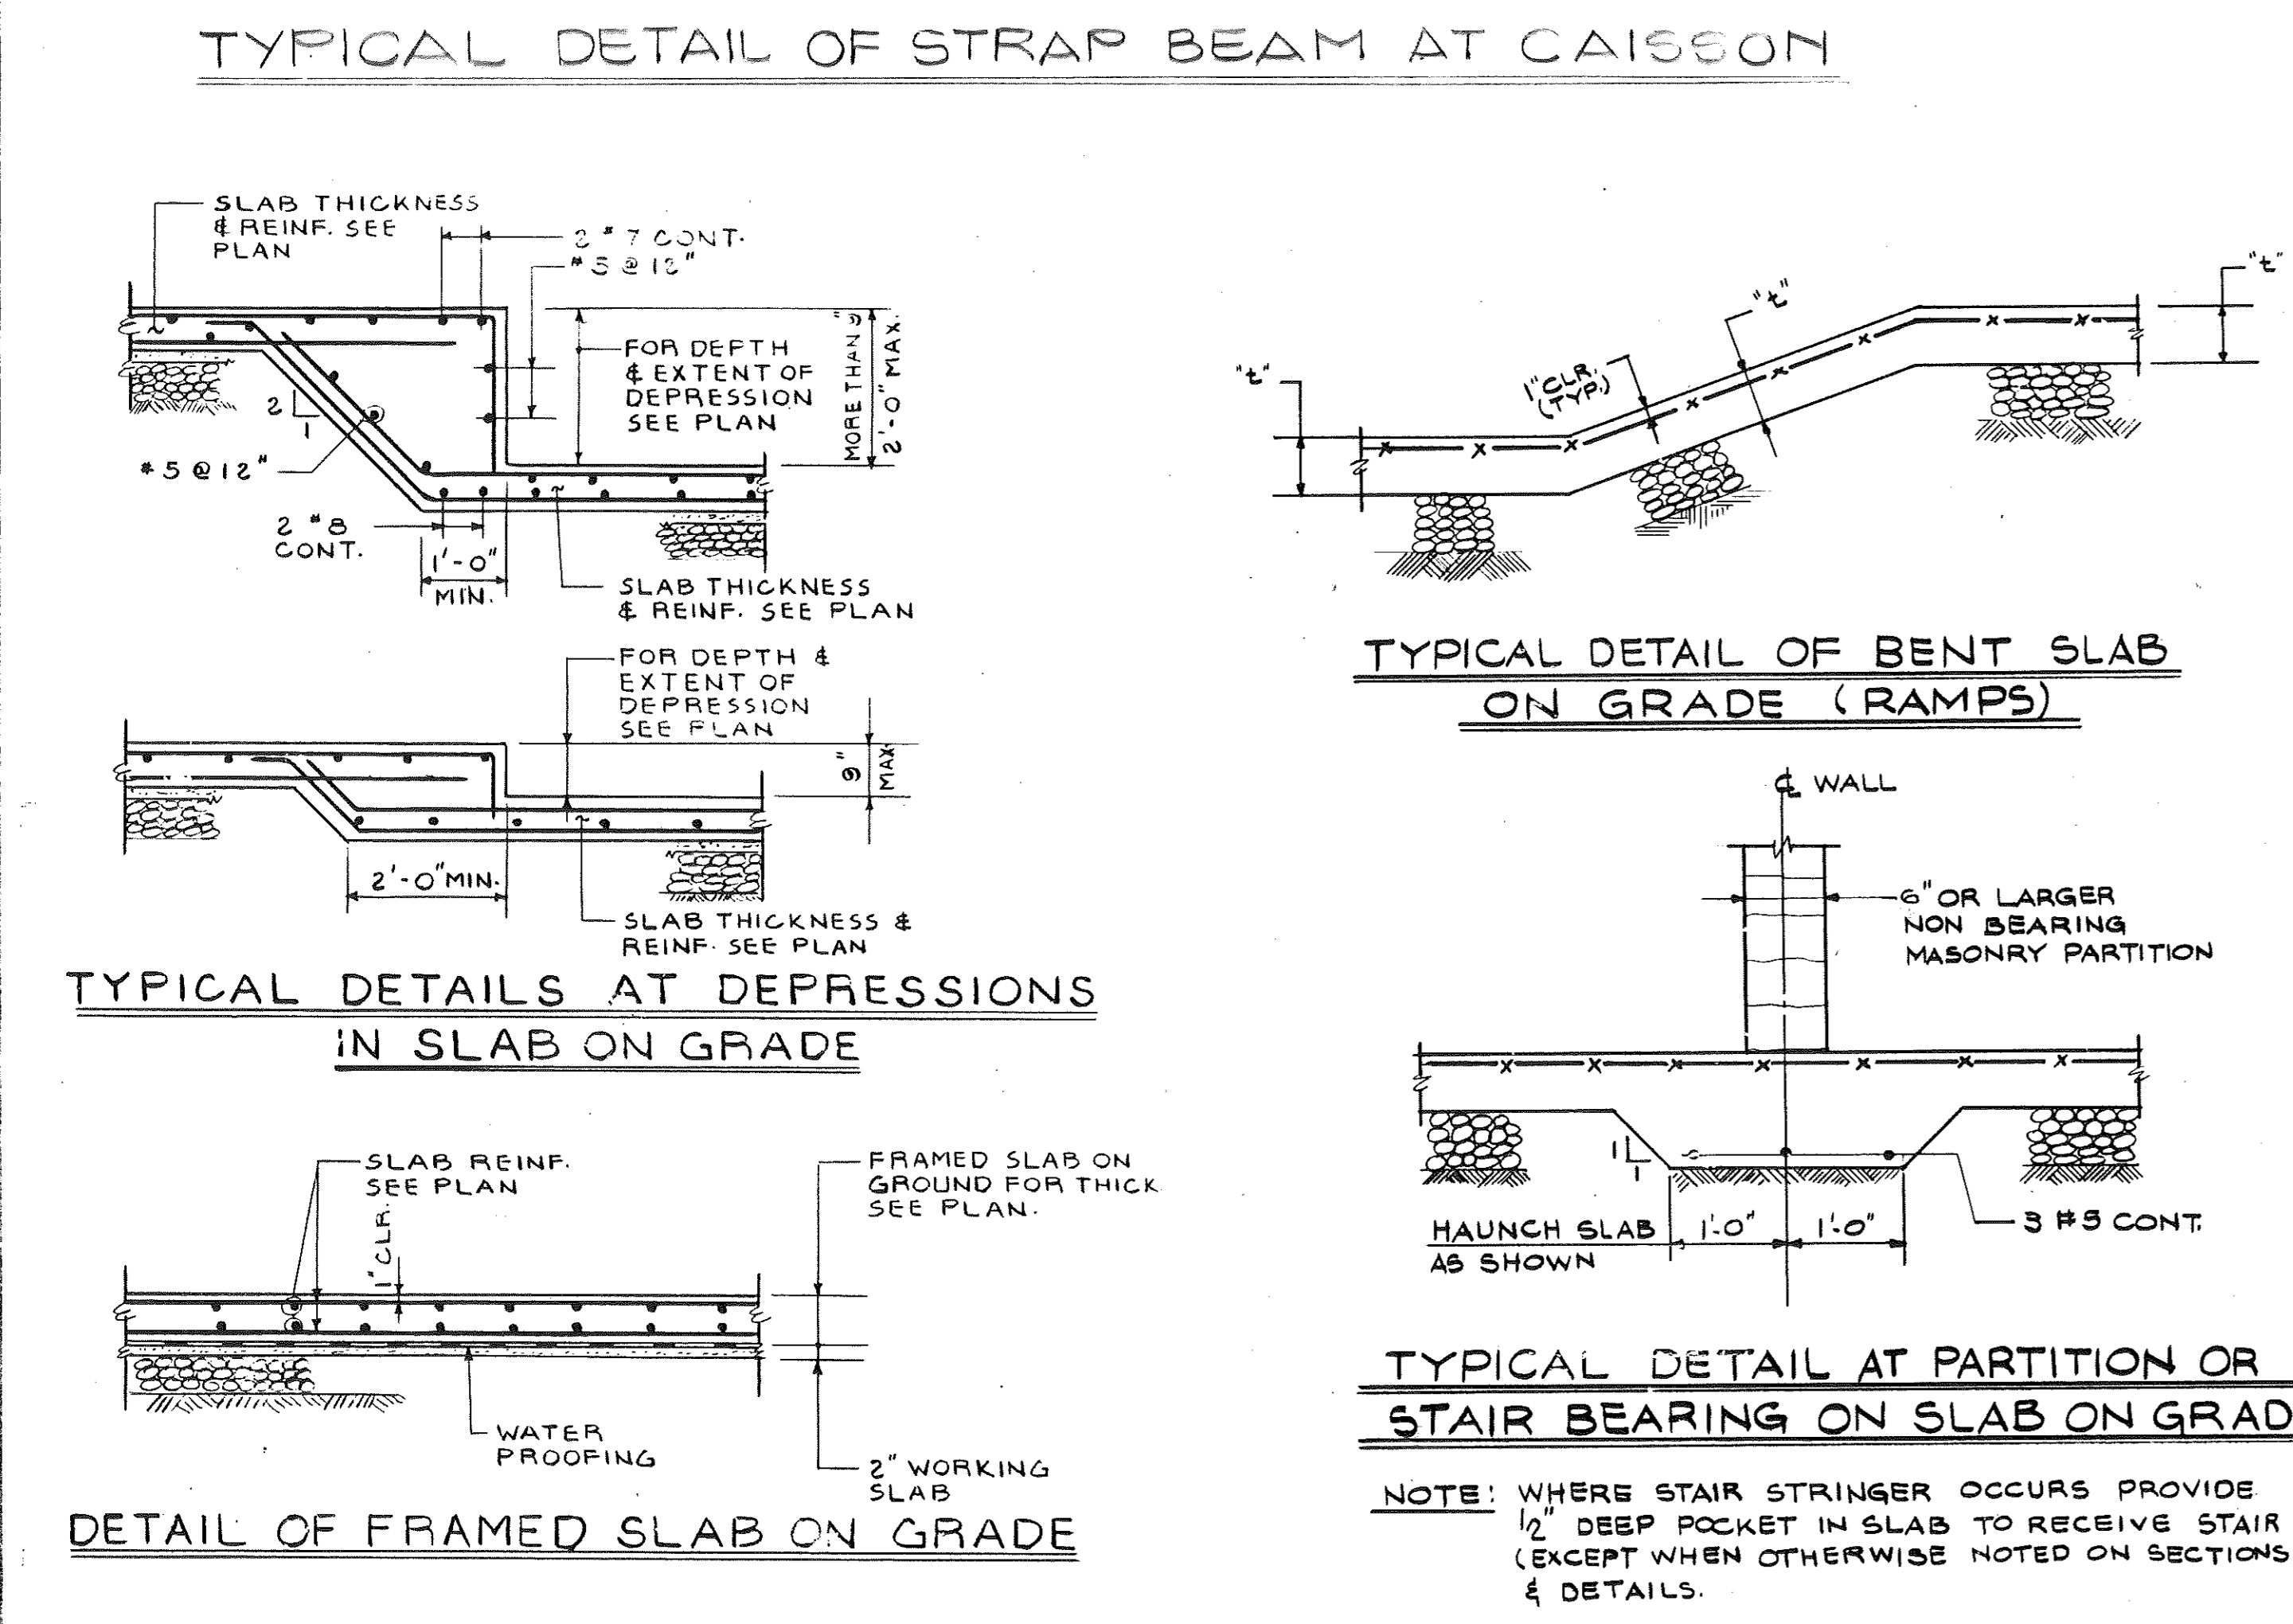 TYPICAL DETAIL OF STRAP BEAM AT CAISSON
SLAB THICKNESS
& REINF. SEE
PLAN
2 #7 CONT.
#5 @ 12"
FOR DEPTH
& EXTENT OF
DEPRESSION
SEE PLAN
MORE THAN 9"
2'-0" MAX.
2
1
#5 @ 12"
2 #8
CONT.
1'-0"
MIN.
SLAB THICKNESS
& REINF. SEE PLAN
FOR DEPTH &
EXTENT OF
DEPRESSION
SEE PLAN
9"
MAX.
2'-0" MIN.
SLAB THICKNESS &
REINF. SEE PLAN
TYPICAL DETAILS AT DEPRESSIONS
IN SLAB ON GRADE
SLAB REINF.
SEE PLAN
1" CLR.
FRAMED SLAB ON
GROUND FOR THICK
SEE PLAN.
WATER
PROOFING
2" WORKING
SLAB
DETAIL OF FRAMED SLAB ON GRADE
"t"
1" CLR.
(TYP.)
"t"
"t"
TYPICAL DETAIL OF BENT SLAB
ON GRADE (RAMPS)
℄ WALL
6" OR LARGER
NON BEARING
MASONRY PARTITION
1
1
HAUNCH SLAB
AS SHOWN
1'-0"
1'-0"
3 #5 CONT.
TYPICAL DETAIL AT PARTITION OR
STAIR BEARING ON SLAB ON GRAD
NOTE: WHERE STAIR STRINGER OCCURS PROVIDE
1/2" DEEP POCKET IN SLAB TO RECEIVE STAIR
(EXCEPT WHEN OTHERWISE NOTED ON SECTIONS
& DETAILS.